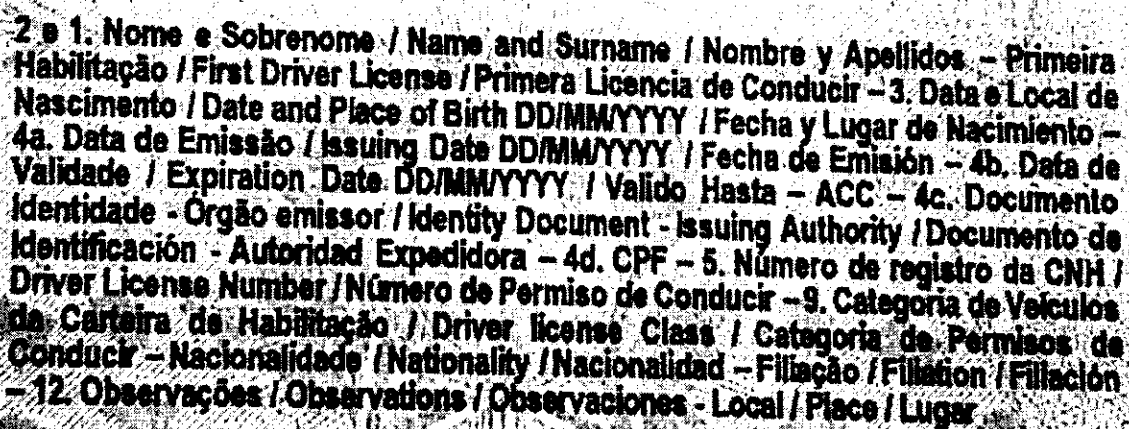 2 e 1. Nome e Sobrenome / Name and Surname / Nombre y Apellidos – Primeira
Habilitação / First Driver License / Primera Licencia de Conducir – 3. Data e Local de
Nascimento / Date and Place of Birth DD/MM/YYYY / Fecha y Lugar de Nacimiento –
4a. Data de Emissão / Issuing Date DD/MM/YYYY / Fecha de Emisión – 4b. Data de
Validade / Expiration Date DD/MM/YYYY / Valido Hasta – ACC – 4c. Documento
Identidade - Órgão emissor / Identity Document - Issuing Authority / Documento de
Identificación - Autoridad Expedidora – 4d. CPF – 5. Número de registro da CNH /
Driver License Number / Número de Permiso de Conducir – 9. Categoria de Veículos
da Carteira de Habilitação / Driver license Class / Categoria de Permisos de
Conducir – Nacionalidade / Nationality / Nacionalidad – Filiação / Filiation / Filiación
– 12. Observações / Observations / Observaciones - Local / Place / Lugar